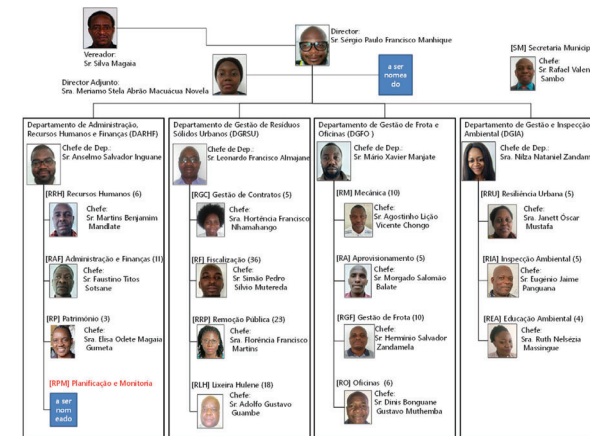 Vereador:
Sr Silva Magaia
Director:
Sr Sérgio Paulo Francisco Manhique
Director Adjunto:
Sra. Meriamo Stela Abrão Macuácua Novela
a ser
nomea
do
[SM] Secretaria Municip
Chefe:
Sr. Rafael Valen
Sambo
Departamento de Administração,
Recursos Humanos e Finanças (DARHF)
Chefe de Dep.:
Sr Anselmo Salvador Inguane
[RRH] Recursos Humanos (6)
Chefe:
Sr. Martins Benjamim
Mandlate
[RAF] Administração e Finanças (11)
Chefe:
Sr Faustino Titos
Sotsane
[RP] Património (3)
Chefe:
Sra. Elisa Odete Magaia
Gumeta
[RPM] Planificação e Monitoria
a ser
nom
eado
Departamento de Gestão de Resíduos
Sólidos Urbanos (DGRSU)
Chefe de Dep.:
Sr Leonardo Francisco Almajane
[RGC] Gestão de Contratos (5)
Chefe:
Sra. Hortência Francisco
Nhamahango
[RF] Fiscalização (36)
Chefe:
Sr Simão Pedro
Silvio Mutereda
[RRP] Remoção Pública (23)
Chefe:
Sra. Florência Francisco
Martins
[RLH] Lixeira Hulene (18)
Chefe:
Sr. Adolfo Gustavo
Guambe
Departamento de Gestão de Frota e
Oficinas (DGFO )
Chefe de Dep.:
Sr. Mário Xavier Manjate
[RM] Mecânica (10)
Chefe:
Sr. Agostinho Lição
Vicente Chongo
[RA] Aprovisionamento (5)
Chefe:
Sr Morgado Salomão
Balate
[RGF] Gestão de Frota (10)
Chefe:
Sr Hermínio Salvador
Zandamela
[RO] Oficinas (6)
Chefe:
Sr. Dinis Bonguane
Gustavo Muthemba
Departamento de Gestão e Inspecção
Ambiental (DGIA)
Chefe de Dep.:
Sra. Nilza Nataniel Zandam
[RRU] Resiliência Urbana (5)
Chefe:
Sra. Janett Óscar
Mustafa
[RIA] Inspecção Ambiental (5)
Chefe:
Sr Eugénio Jaime
Panguana
[REA] Educação Ambiental (4)
Chefe:
Sra. Ruth Nelsézia
Massingue